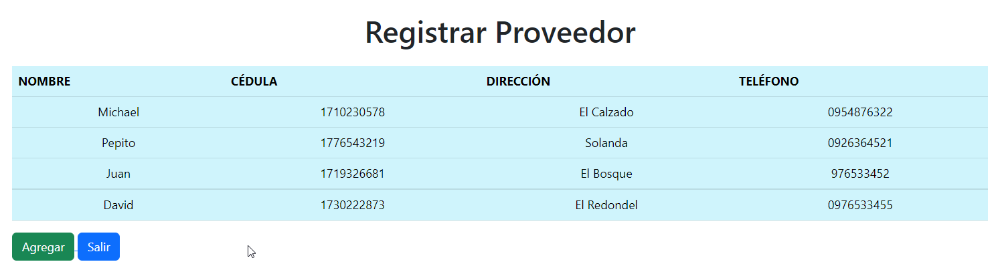 Registrar Proveedor
NOMBRE CÉDULA DIRECCIÓN TELÉFONO
Michael 1710230578 El Calzado 0954876322
Pepito 1776543219 Solanda 0926364521
Juan 1719326681 El Bosque 976533452
David 1730222873 El Redondel 0976533455
Agregar Salir